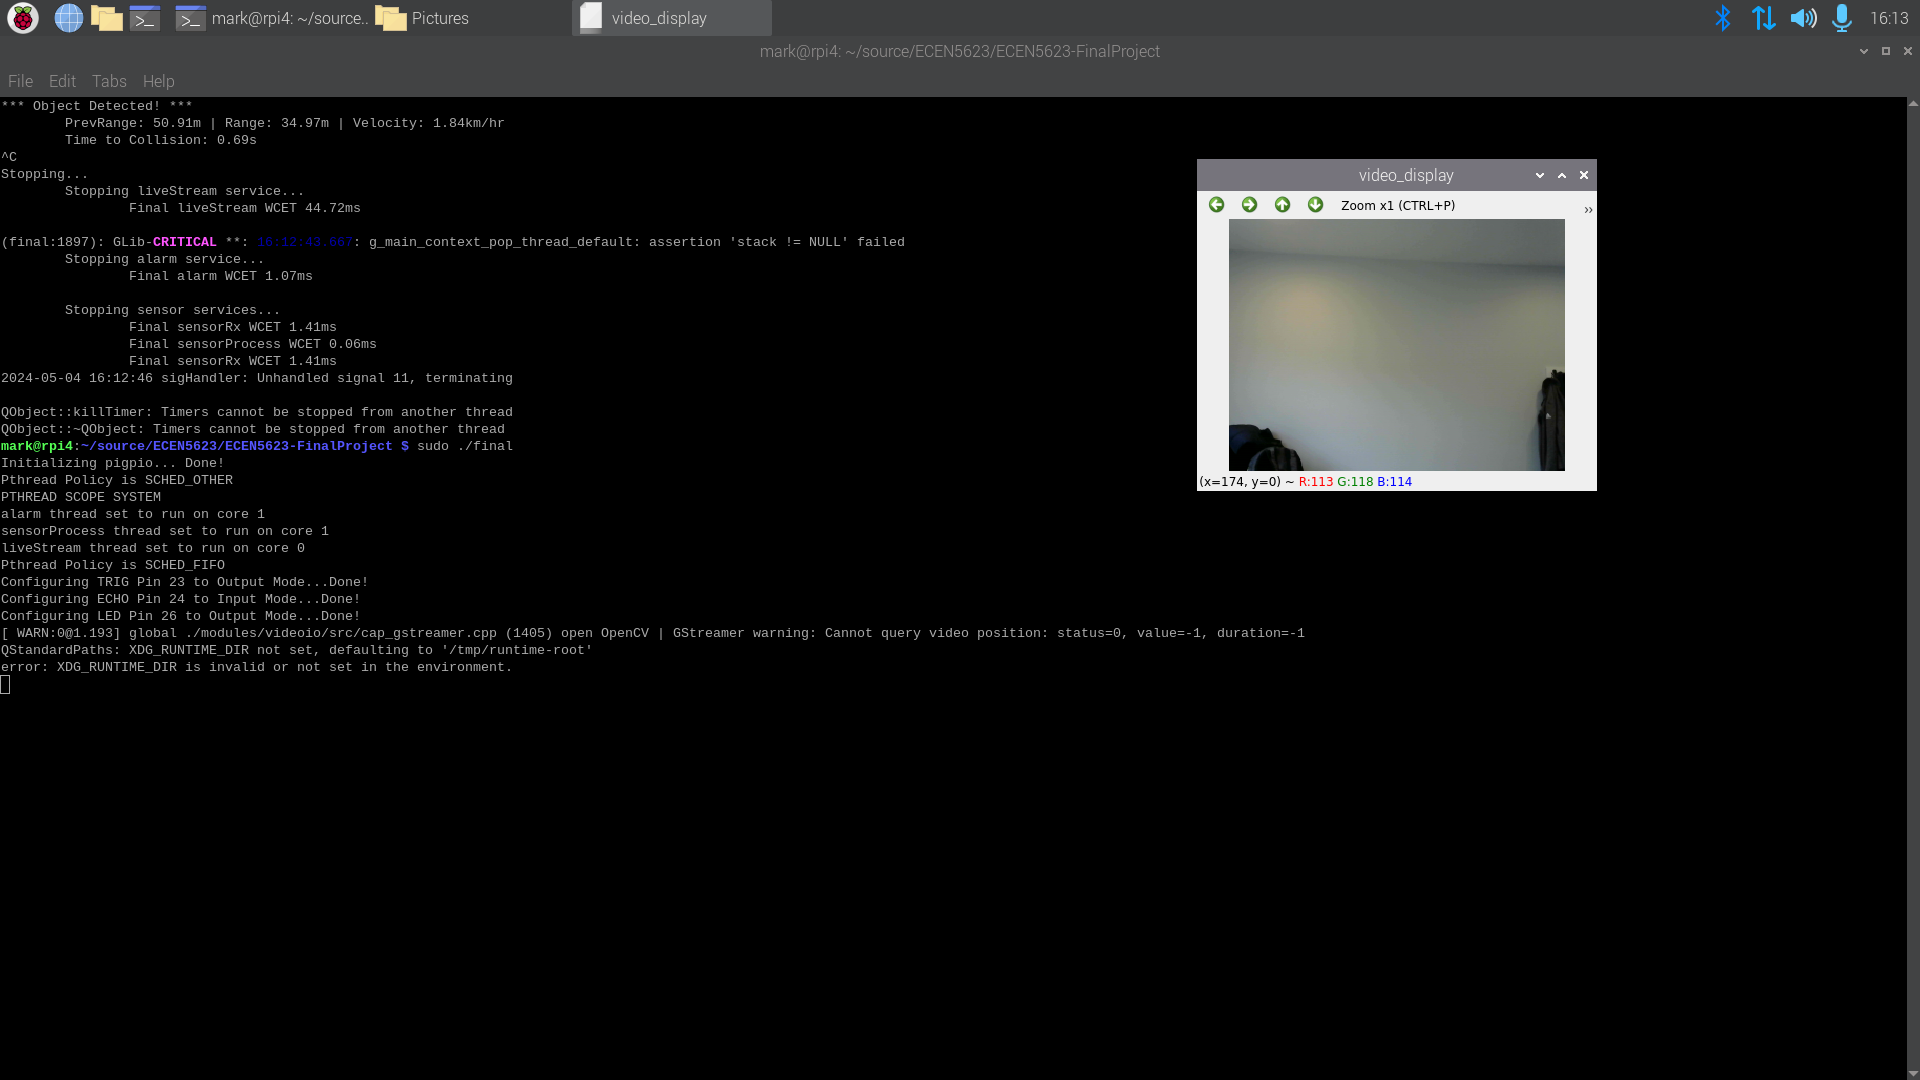 mark@rpi4: ~/source..
Pictures
video_display
16:13
mark@rpi4: ~/source/ECEN5623/ECEN5623-FinalProject
File Edit Tabs Help
*** Object Detected! ***
PrevRange: 50.91m | Range: 34.97m | Velocity: 1.84km/hr
Time to Collision: 0.69s
^C
Stopping...
Stopping liveStream service...
Final liveStream WCET 44.72ms
(final:1897): GLib-CRITICAL **: 16:12:43.667: g_main_context_pop_thread_default: assertion 'stack != NULL' failed
Stopping alarm service...
Final alarm WCET 1.07ms
Stopping sensor services...
Final sensorRx WCET 1.41ms
Final sensorProcess WCET 0.06ms
Final sensorRx WCET 1.41ms
2024-05-04 16:12:46 sigHandler: Unhandled signal 11, terminating
QObject::killTimer: Timers cannot be stopped from another thread
QObject::~QObject: Timers cannot be stopped from another thread
mark@rpi4:~/source/ECEN5623/ECEN5623-FinalProject $ sudo ./final
Initializing pigpio... Done!
Pthread Policy is SCHED_OTHER
PTHREAD SCOPE SYSTEM
alarm thread set to run on core 1
sensorProcess thread set to run on core 1
liveStream thread set to run on core 0
Pthread Policy is SCHED_FIFO
Configuring TRIG Pin 23 to Output Mode...Done!
Configuring ECHO Pin 24 to Input Mode...Done!
Configuring LED Pin 26 to Output Mode...Done!
[ WARN:0@1.193] global ./modules/videoio/src/cap_gstreamer.cpp (1405) open OpenCV | GStreamer warning: Cannot query video position: status=0, value=-1, duration=-1
QStandardPaths: XDG_RUNTIME_DIR not set, defaulting to '/tmp/runtime-root'
error: XDG_RUNTIME_DIR is invalid or not set in the environment.
video_display
Zoom x1 (CTRL+P)
(x=174, y=0) ~ R:113 G:118 B:114